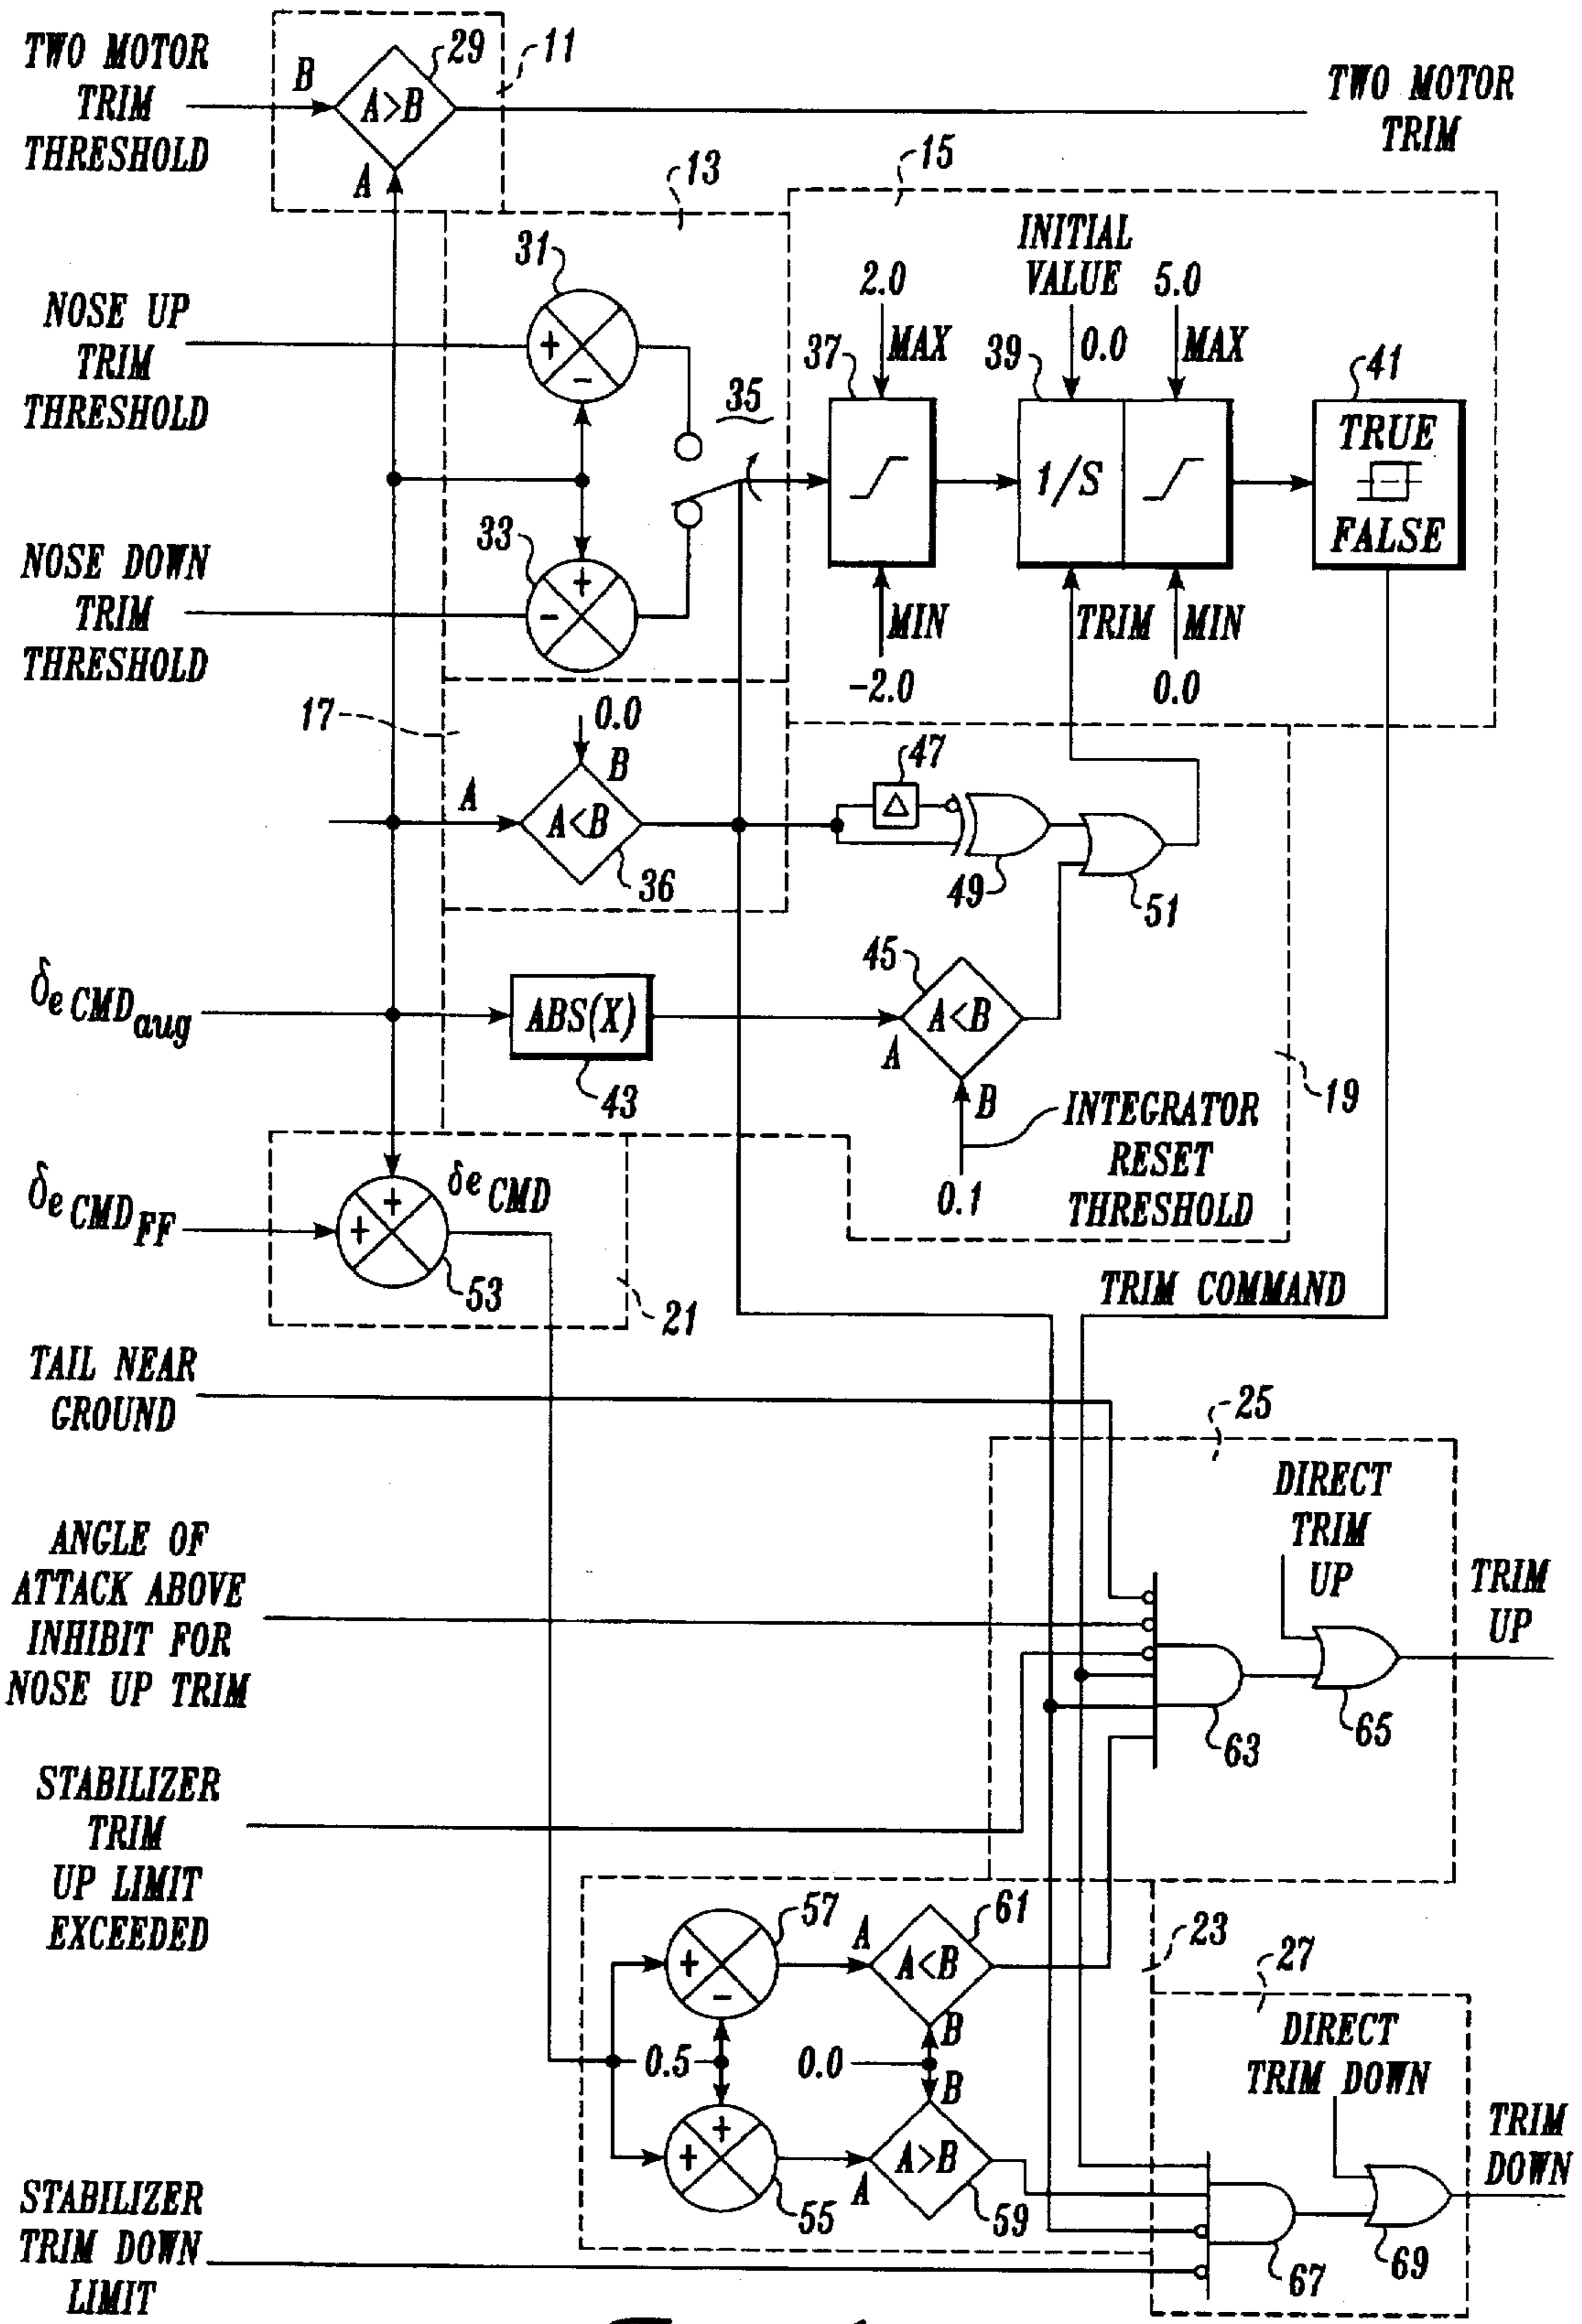 TWO MOTOR
TRIM
THRESHOLD
B
A>B
A
29
11
TWO MOTOR
TRIM
13
15
NOSE UP
TRIM
THRESHOLD
31
+
-
35
INITIAL
VALUE
0.0
2.0
MAX
5.0
MAX
37
39
1/S
41
TRUE
FALSE
NOSE DOWN
TRIM
THRESHOLD
33
+
-
MIN
-2.0
TRIM
MIN
0.0
17
0.0
B
A
A<B
36
47
Δ
49
51
δe CMDaug
ABS(X)
43
45
A<B
A
B
0.1
INTEGRATOR
RESET
THRESHOLD
19
δe CMDFF
+
+
δe CMD
53
21
TRIM COMMAND
TAIL NEAR
GROUND
25
ANGLE OF
ATTACK ABOVE
INHIBIT FOR
NOSE UP TRIM
DIRECT
TRIM
UP
TRIM
UP
63
65
STABILIZER
TRIM
UP LIMIT
EXCEEDED
57
+
-
A
A<B
61
B
23
27
0.5
0.0
DIRECT
TRIM DOWN
+
+
55
A
A>B
B
59
TRIM
DOWN
67
69
STABILIZER
TRIM DOWN
LIMIT